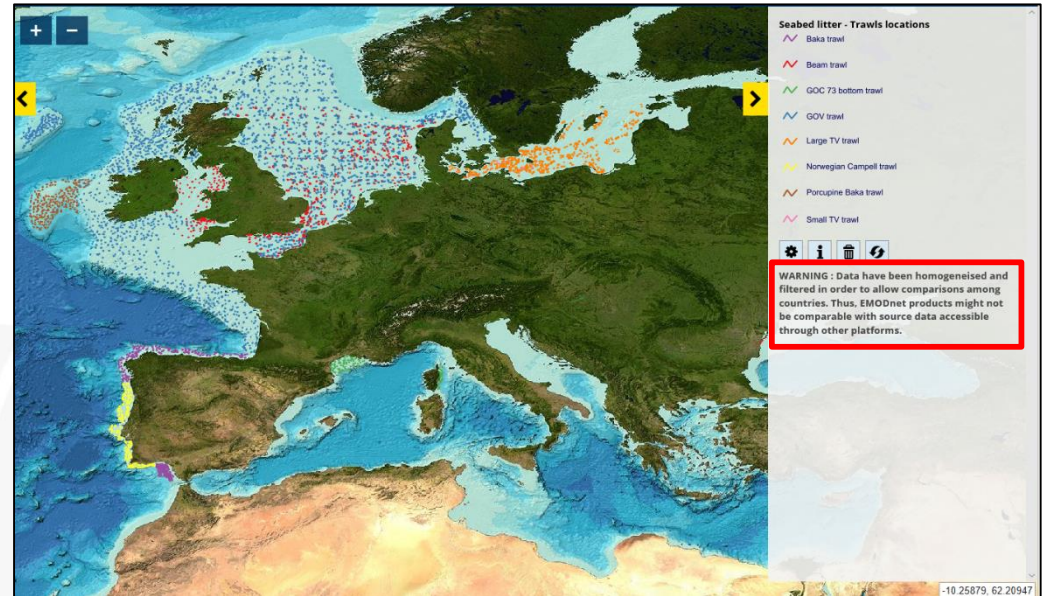 + −
<
>
Seabed litter - Trawls locations
Baka trawl
Beam trawl
GOC 73 bottom trawl
GOV trawl
Large TV trawl
Norwegian Campell trawl
Porcupine Baka trawl
Small TV trawl
i
WARNING : Data have been homogeneised and
filtered in order to allow comparisons among
countries. Thus, EMODnet products might not
be comparable with source data accessible
through other platforms.
-10.25879, 62.20947